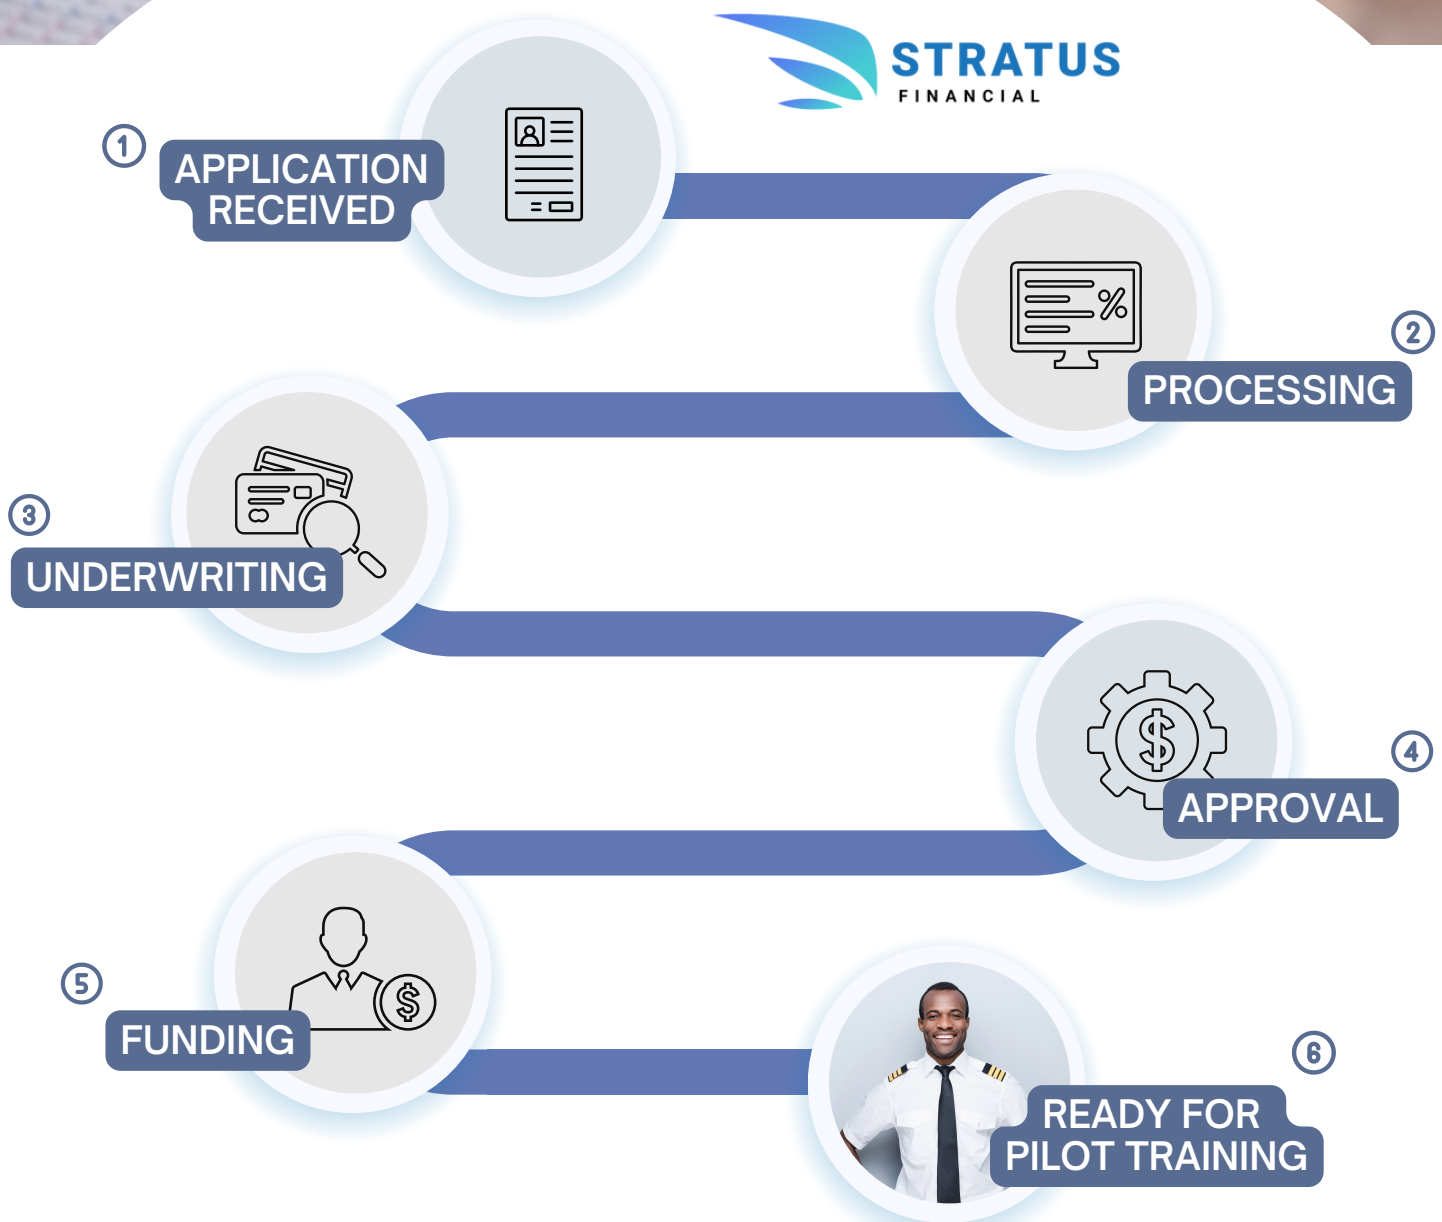 STRATUS
FINANCIAL
1
APPLICATION
RECEIVED
2
PROCESSING
3
UNDERWRITING
4
APPROVAL
5
FUNDING
6
READY FOR
PILOT TRAINING